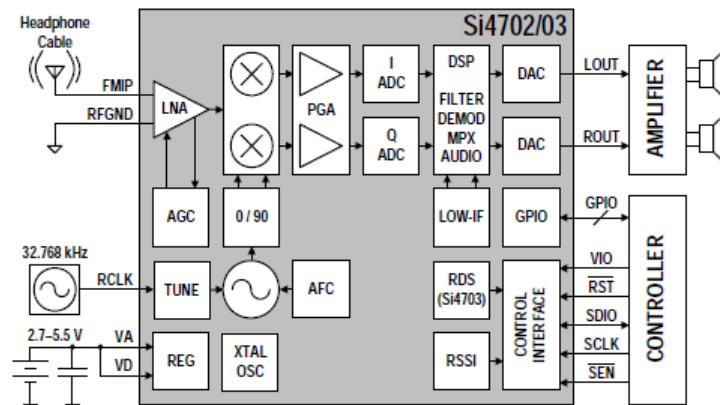 Si4702/03
Headphone
Cable
FMIP
RFGND
LNA
PGA
I
ADC
Q
ADC
DSP
FILTER
DEMOD
MPX
AUDIO
DAC
DAC
LOUT
ROUT
AMPLIFIER
AGC
0 / 90
LOW-IF
GPIO
GPIO
32.768 kHz
RCLK
TUNE
AFC
RDS
(Si4703)
CONTROL
INTERFACE
VIO
RST
SDIO
SCLK
SEN
CONTROLLER
2.7–5.5 V
VA
VD
REG
XTAL
OSC
RSSI